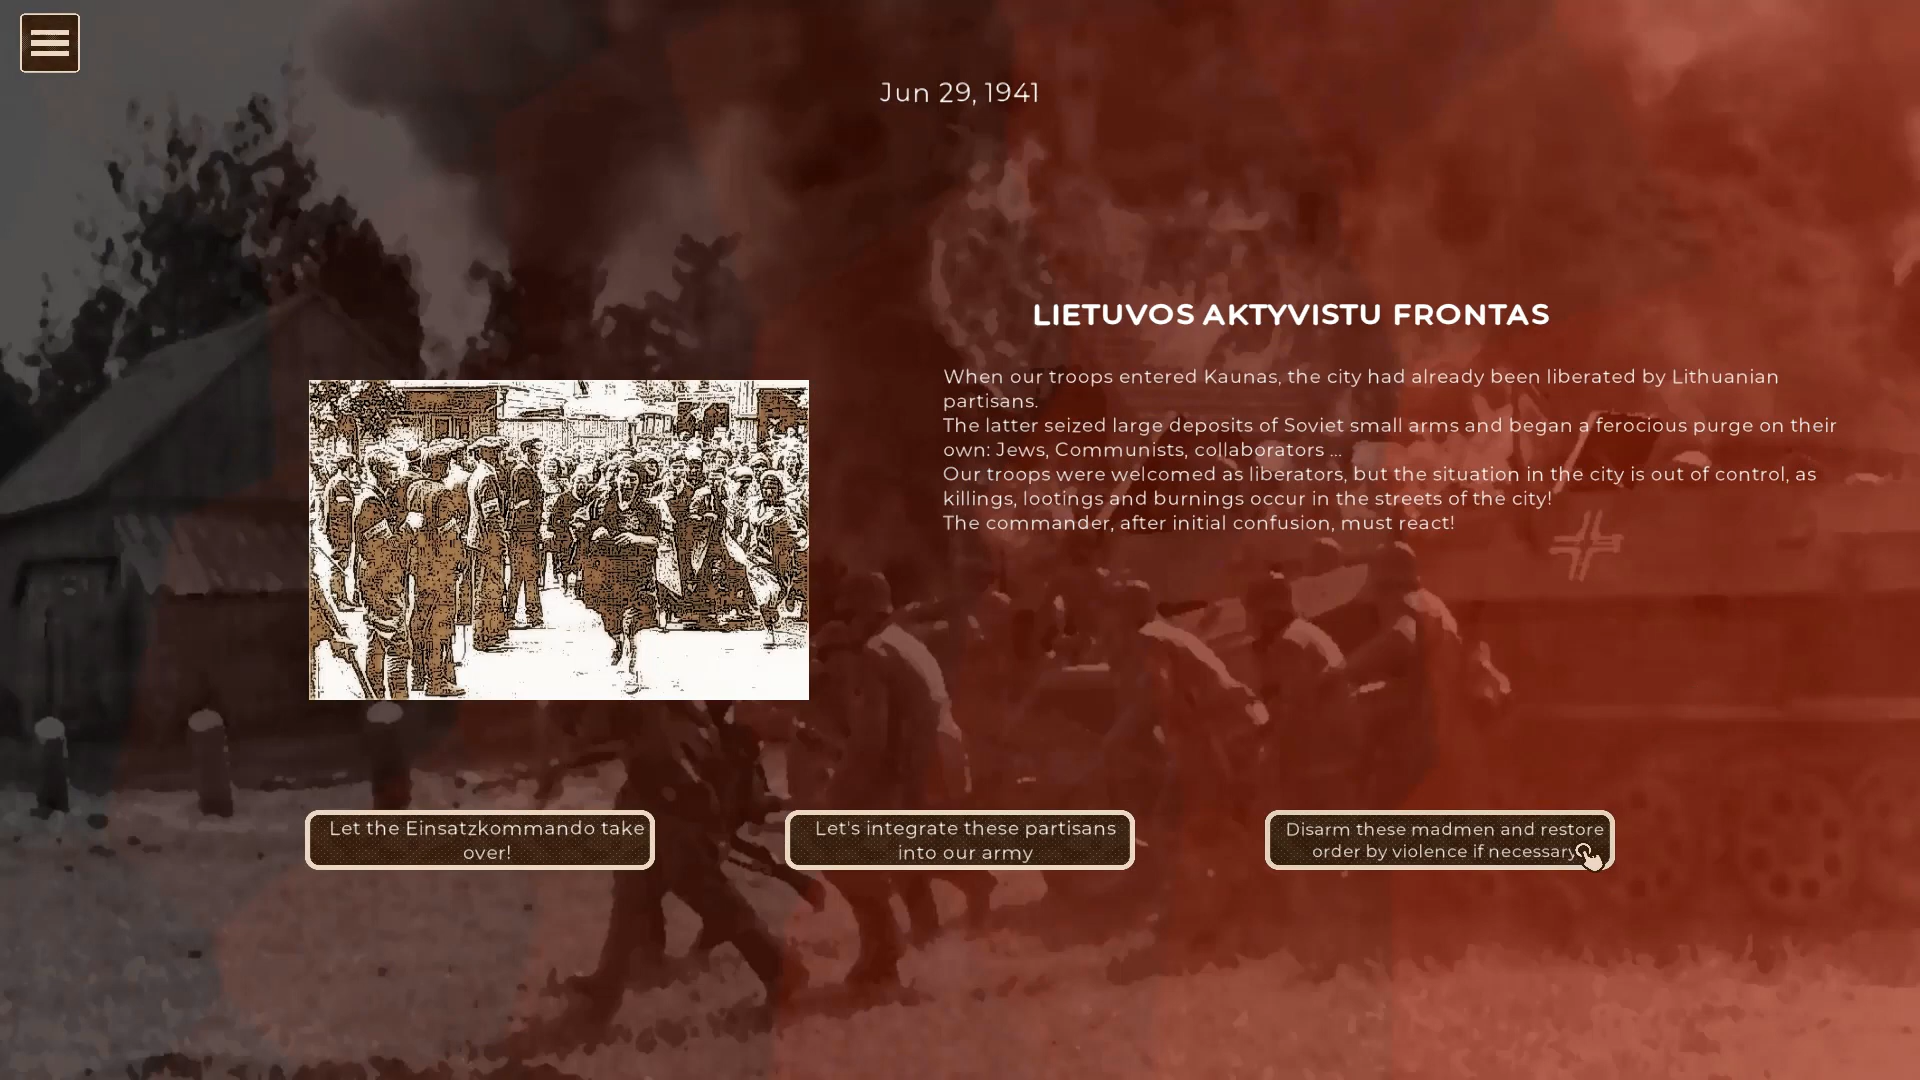 Jun 29, 1941
LIETUVOS AKTYVISTU FRONTAS
When our troops entered Kaunas, the city had already been liberated by Lithuanian
partisans.
The latter seized large deposits of Soviet small arms and began a ferocious purge on their
own: Jews, Communists, collaborators ...
Our troops were welcomed as liberators, but the situation in the city is out of control, as
killings, lootings and burnings occur in the streets of the city!
The commander, after initial confusion, must react!
Let the Einsatzkommando take
over!
Let's integrate these partisans
into our army
Disarm these madmen and restore
order by violence if necessary